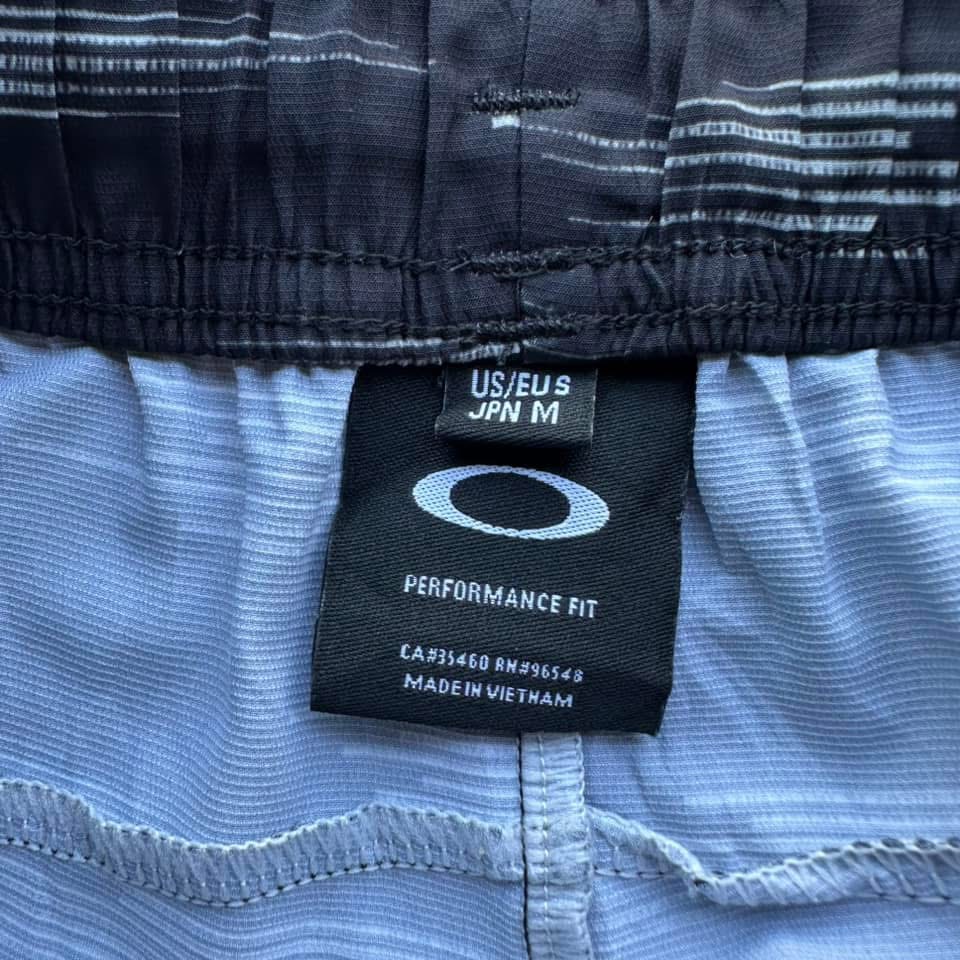 US/EU S
JPN M
PERFORMANCE FIT
CA#35460 RN#96548
MADE IN VIETNAM